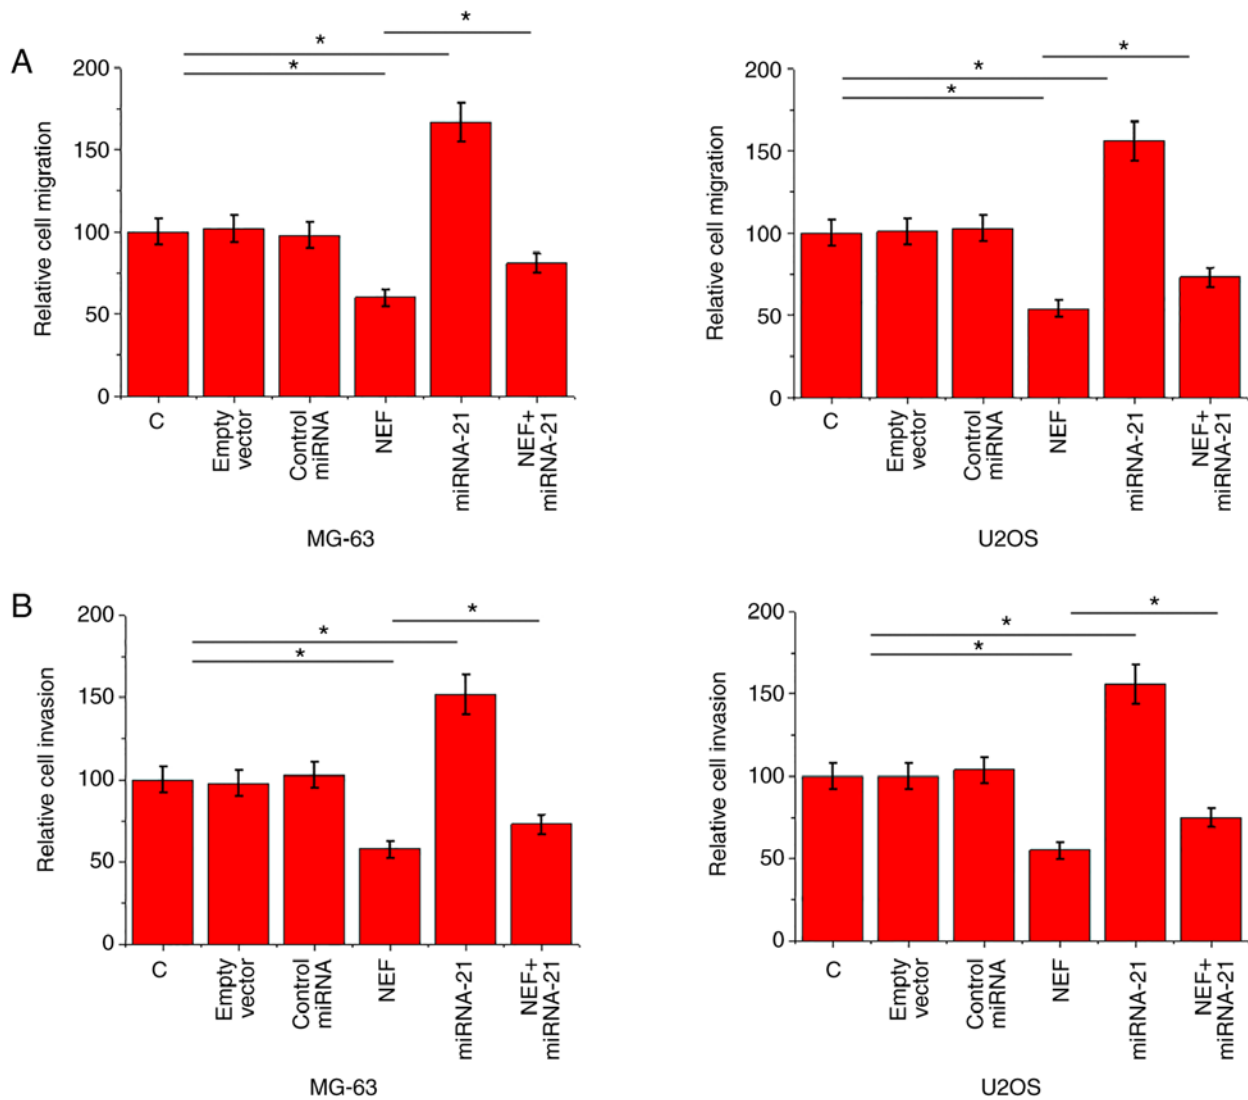 A
*
*
*
Relative cell migration
200
150
100
50
0
C
Empty
vector
Control
miRNA
NEF
miRNA-21
NEF+
miRNA-21
MG-63
*
*
*
Relative cell migration
200
150
100
50
0
C
Empty
vector
Control
miRNA
NEF
miRNA-21
NEF+
miRNA-21
U2OS
B
*
*
*
Relative cell invasion
200
150
100
50
0
C
Empty
vector
Control
miRNA
NEF
miRNA-21
NEF+
miRNA-21
MG-63
*
*
*
Relative cell invasion
200
150
100
50
0
C
Empty
vector
Control
miRNA
NEF
miRNA-21
NEF+
miRNA-21
U2OS